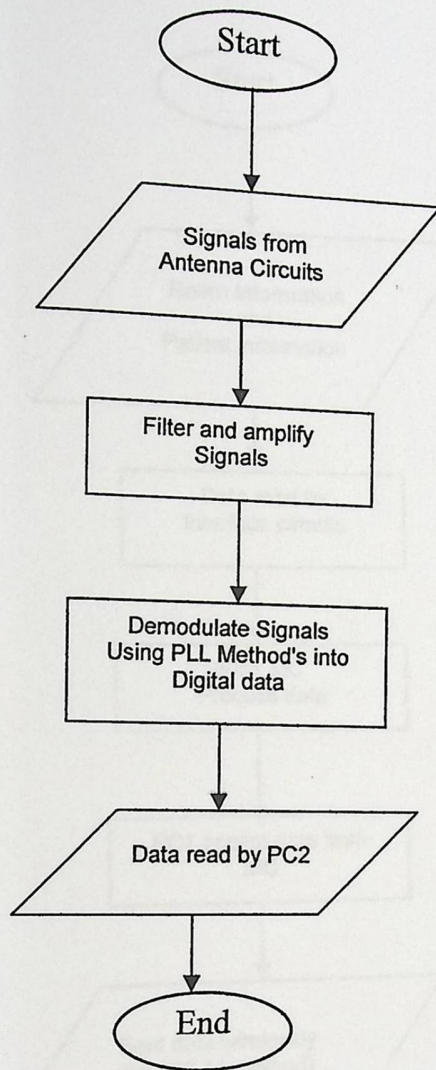 Start
Signals from
Antenna Circuits
Filter and amplify
Signals
Demodulate Signals
Using PLL Method's into
Digital data
Data read by PC2
End